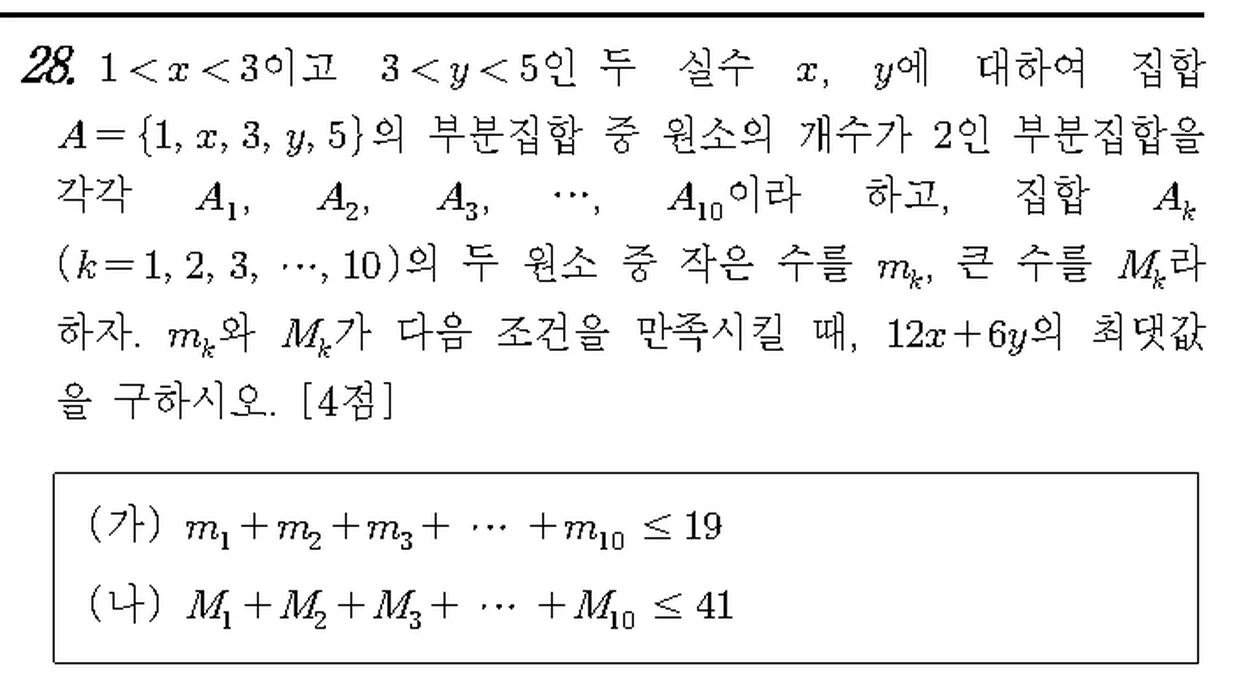 28. 1 < x < 3이고 3 < y < 5인 두 실수 x, y에 대하여 집합
A = {1, x, 3, y, 5}의 부분집합 중 원소의 개수가 2인 부분집합을
각각 A₁, A₂, A₃, ⋯, A₁₀이라 하고, 집합 Aₖ
(k = 1, 2, 3, ⋯, 10)의 두 원소 중 작은 수를 mₖ, 큰 수를 Mₖ라
하자. mₖ와 Mₖ가 다음 조건을 만족시킬 때, 12x + 6y의 최댓값
을 구하시오. [4점]
(가) m₁ + m₂ + m₃ + ⋯ + m₁₀ ≤ 19
(나) M₁ + M₂ + M₃ + ⋯ + M₁₀ ≤ 41